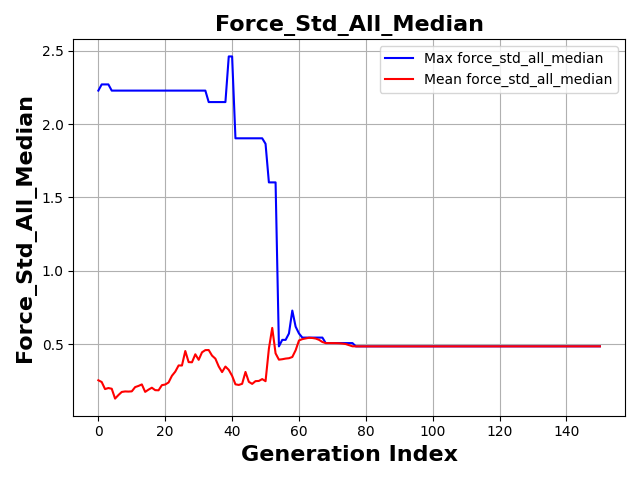 Force_Std_All_Median
Max force_std_all_median
Mean force_std_all_median
Force_Std_All_Median
2.5
2.0
1.5
1.0
0.5
0 20 40 60 80 100 120 140
Generation Index